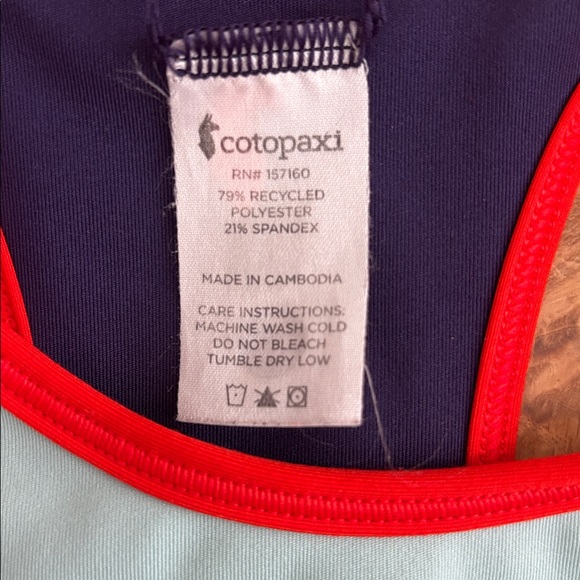 cotopaxi
RN# 157160
79% RECYCLED
POLYESTER
21% SPANDEX
MADE IN CAMBODIA
CARE INSTRUCTIONS:
MACHINE WASH COLD
DO NOT BLEACH
TUMBLE DRY LOW